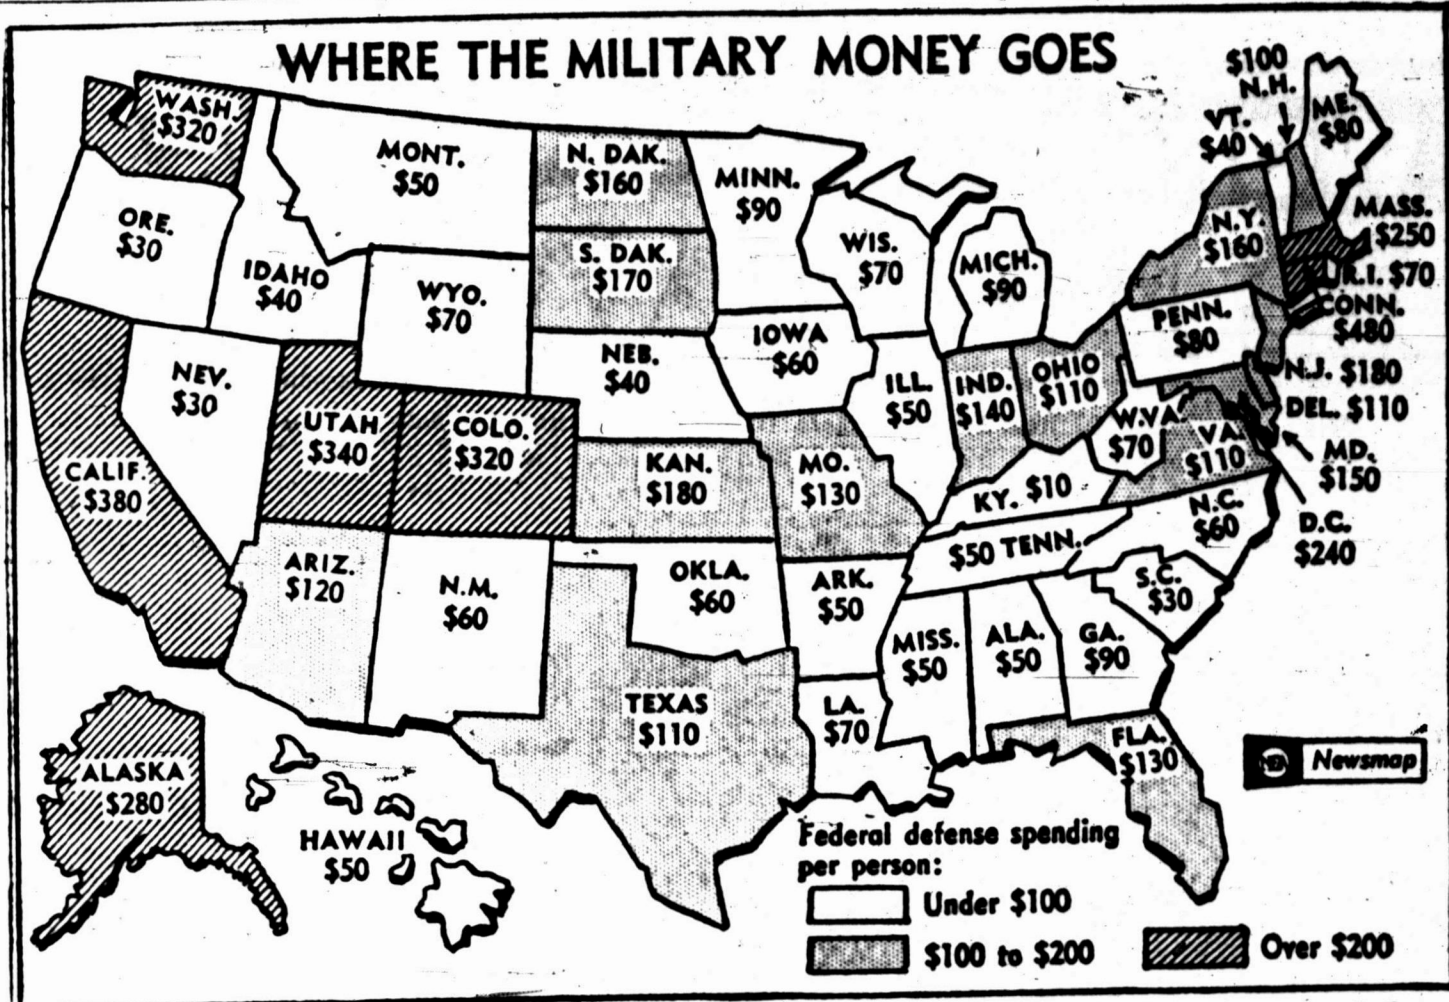 WHERE THE MILITARY MONEY GOES
WASH.
$320
ORE.
$30
CALIF.
$380
NEV.
$30
IDAHO
$40
MONT.
$50
WYO.
$70
UTAH
$340
COLO.
$320
ARIZ.
$120
N.M.
$60
N. DAK.
$160
S. DAK.
$170
NEB.
$40
KAN.
$180
OKLA.
$60
TEXAS
$110
MINN.
$90
IOWA
$60
MO.
$130
ARK.
$50
LA.
$70
WIS.
$70
ILL.
$50
MICH.
$90
IND.
$140
OHIO
$110
KY. $10
$50 TENN.
MISS.
$50
ALA.
$50
GA.
$90
FLA.
$130
S.C.
$30
N.C.
$60
VA.
$110
W.VA.
$70
PENN.
$80
N.Y.
$160
VT.
$40
$100
N.H.
ME.
$80
MASS.
$250
R.I. $70
CONN.
$480
N.J. $180
DEL. $110
MD.
$150
D.C.
$240
ALASKA
$280
HAWAII
$50
NEA Newsmap
Federal defense spending
per person:
Under $100
$100 to $200
Over $200